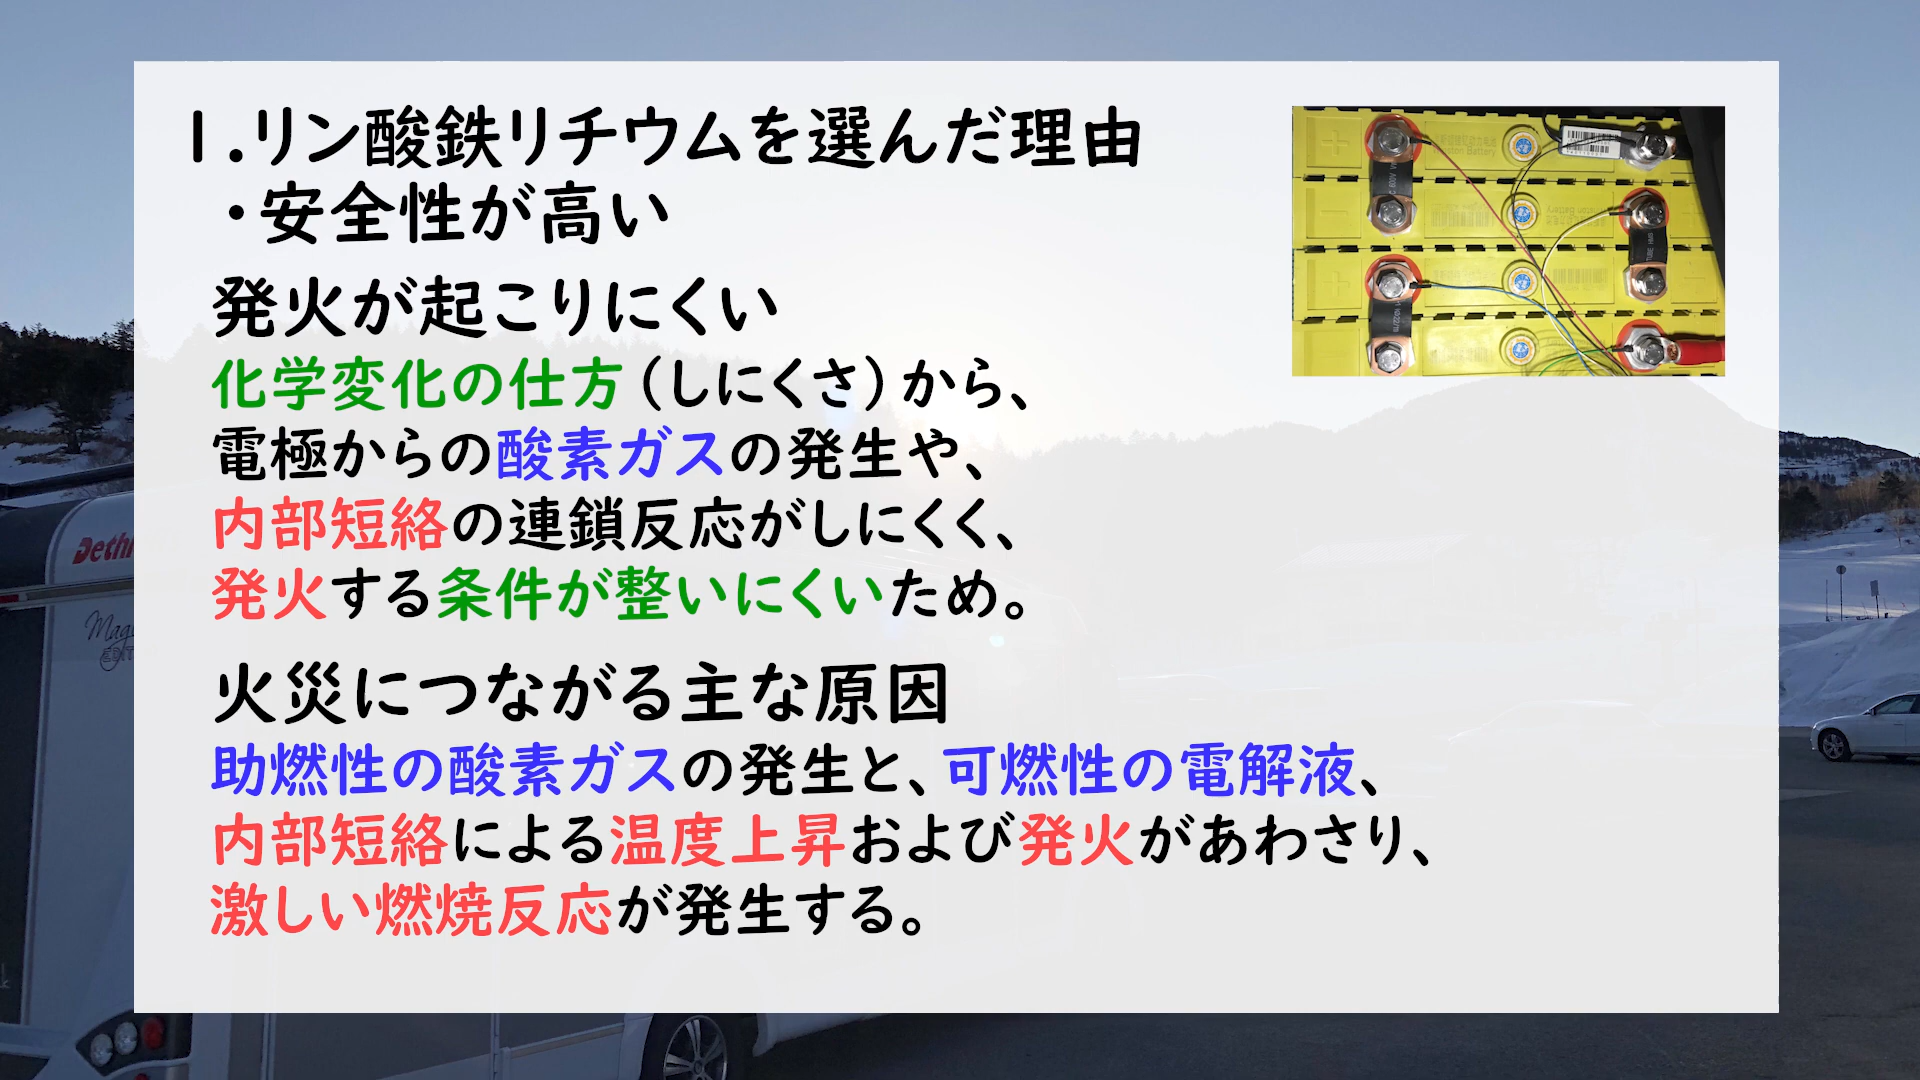 1.リン酸鉄リチウムを選んだ理由
・安全性が高い
発火が起こりにくい
化学変化の仕方（しにくさ）から、
電極からの酸素ガスの発生や、
内部短絡の連鎖反応がしにくく、
発火する条件が整いにくいため。
火災につながる主な原因
助燃性の酸素ガスの発生と、可燃性の電解液、
内部短絡による温度上昇および発火があわさり、
激しい燃焼反応が発生する。